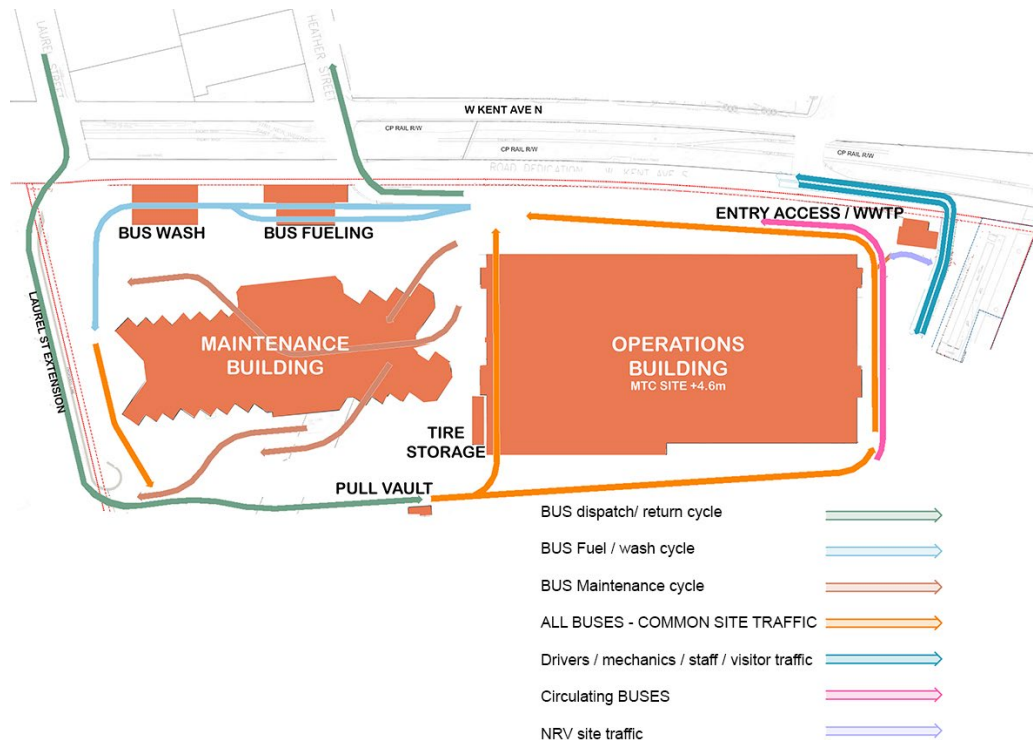 LAUREL STREET
HEATHER STREET
W KENT AVE N
CP RAIL R/W
CP RAIL R/W
CP RAIL R/W
ROAD DEDICATION W. KENT AVE S
ENTRY ACCESS / WWTP
BUS WASH
BUS FUELING
LAUREL ST EXTENSION
MAINTENANCE
BUILDING
OPERATIONS
BUILDING
MTC SITE +4.6m
TIRE
STORAGE
PULL VAULT
BUS dispatch/ return cycle
BUS Fuel / wash cycle
BUS Maintenance cycle
ALL BUSES - COMMON SITE TRAFFIC
Drivers / mechanics / staff / visitor traffic
Circulating BUSES
NRV site traffic